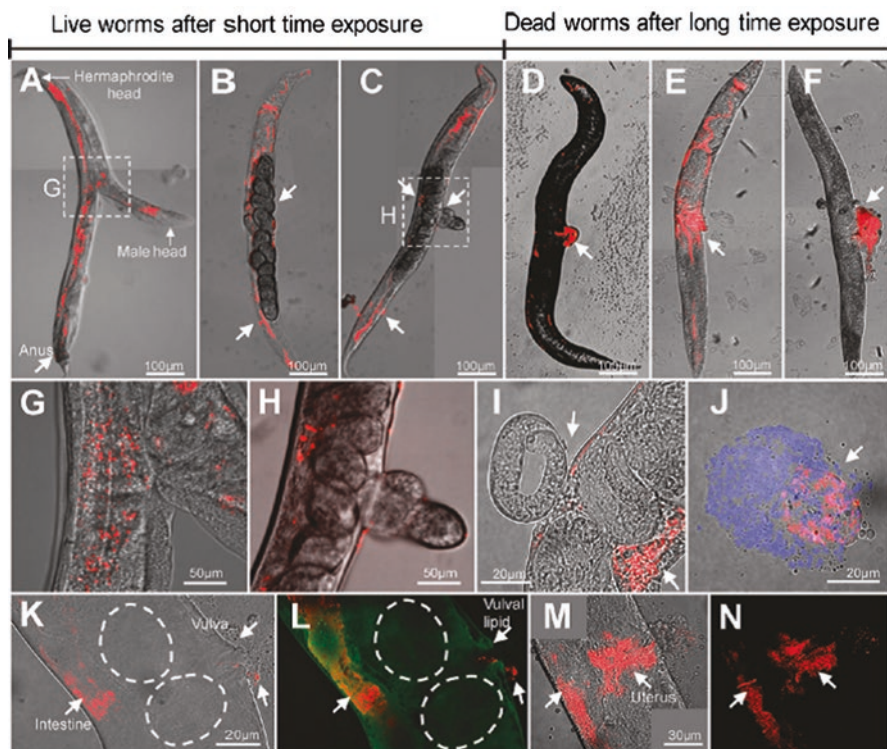 Live worms after short time exposure
Dead worms after long time exposure
A
Hermaphrodite
head
G
Male head
Anus
100µm
B
100µm
C
H
100µm
D
100µm
E
100µm
F
100µm
G
50µm
H
50µm
I
20µm
J
20µm
K
Vulva
Intestine
20µm
L
Vulval
lipid
M
Uterus
30µm
N